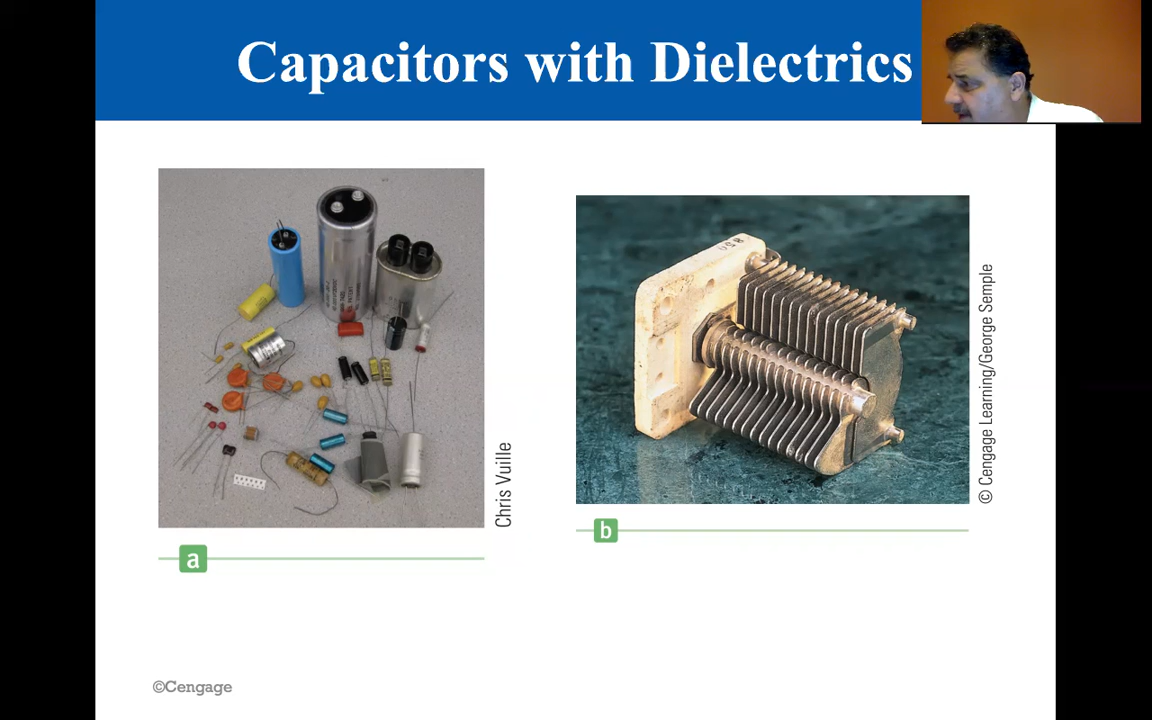 Capacitors with Dielectrics
Chris Vuille
© Cengage Learning/George Semple
a
b
©Cengage